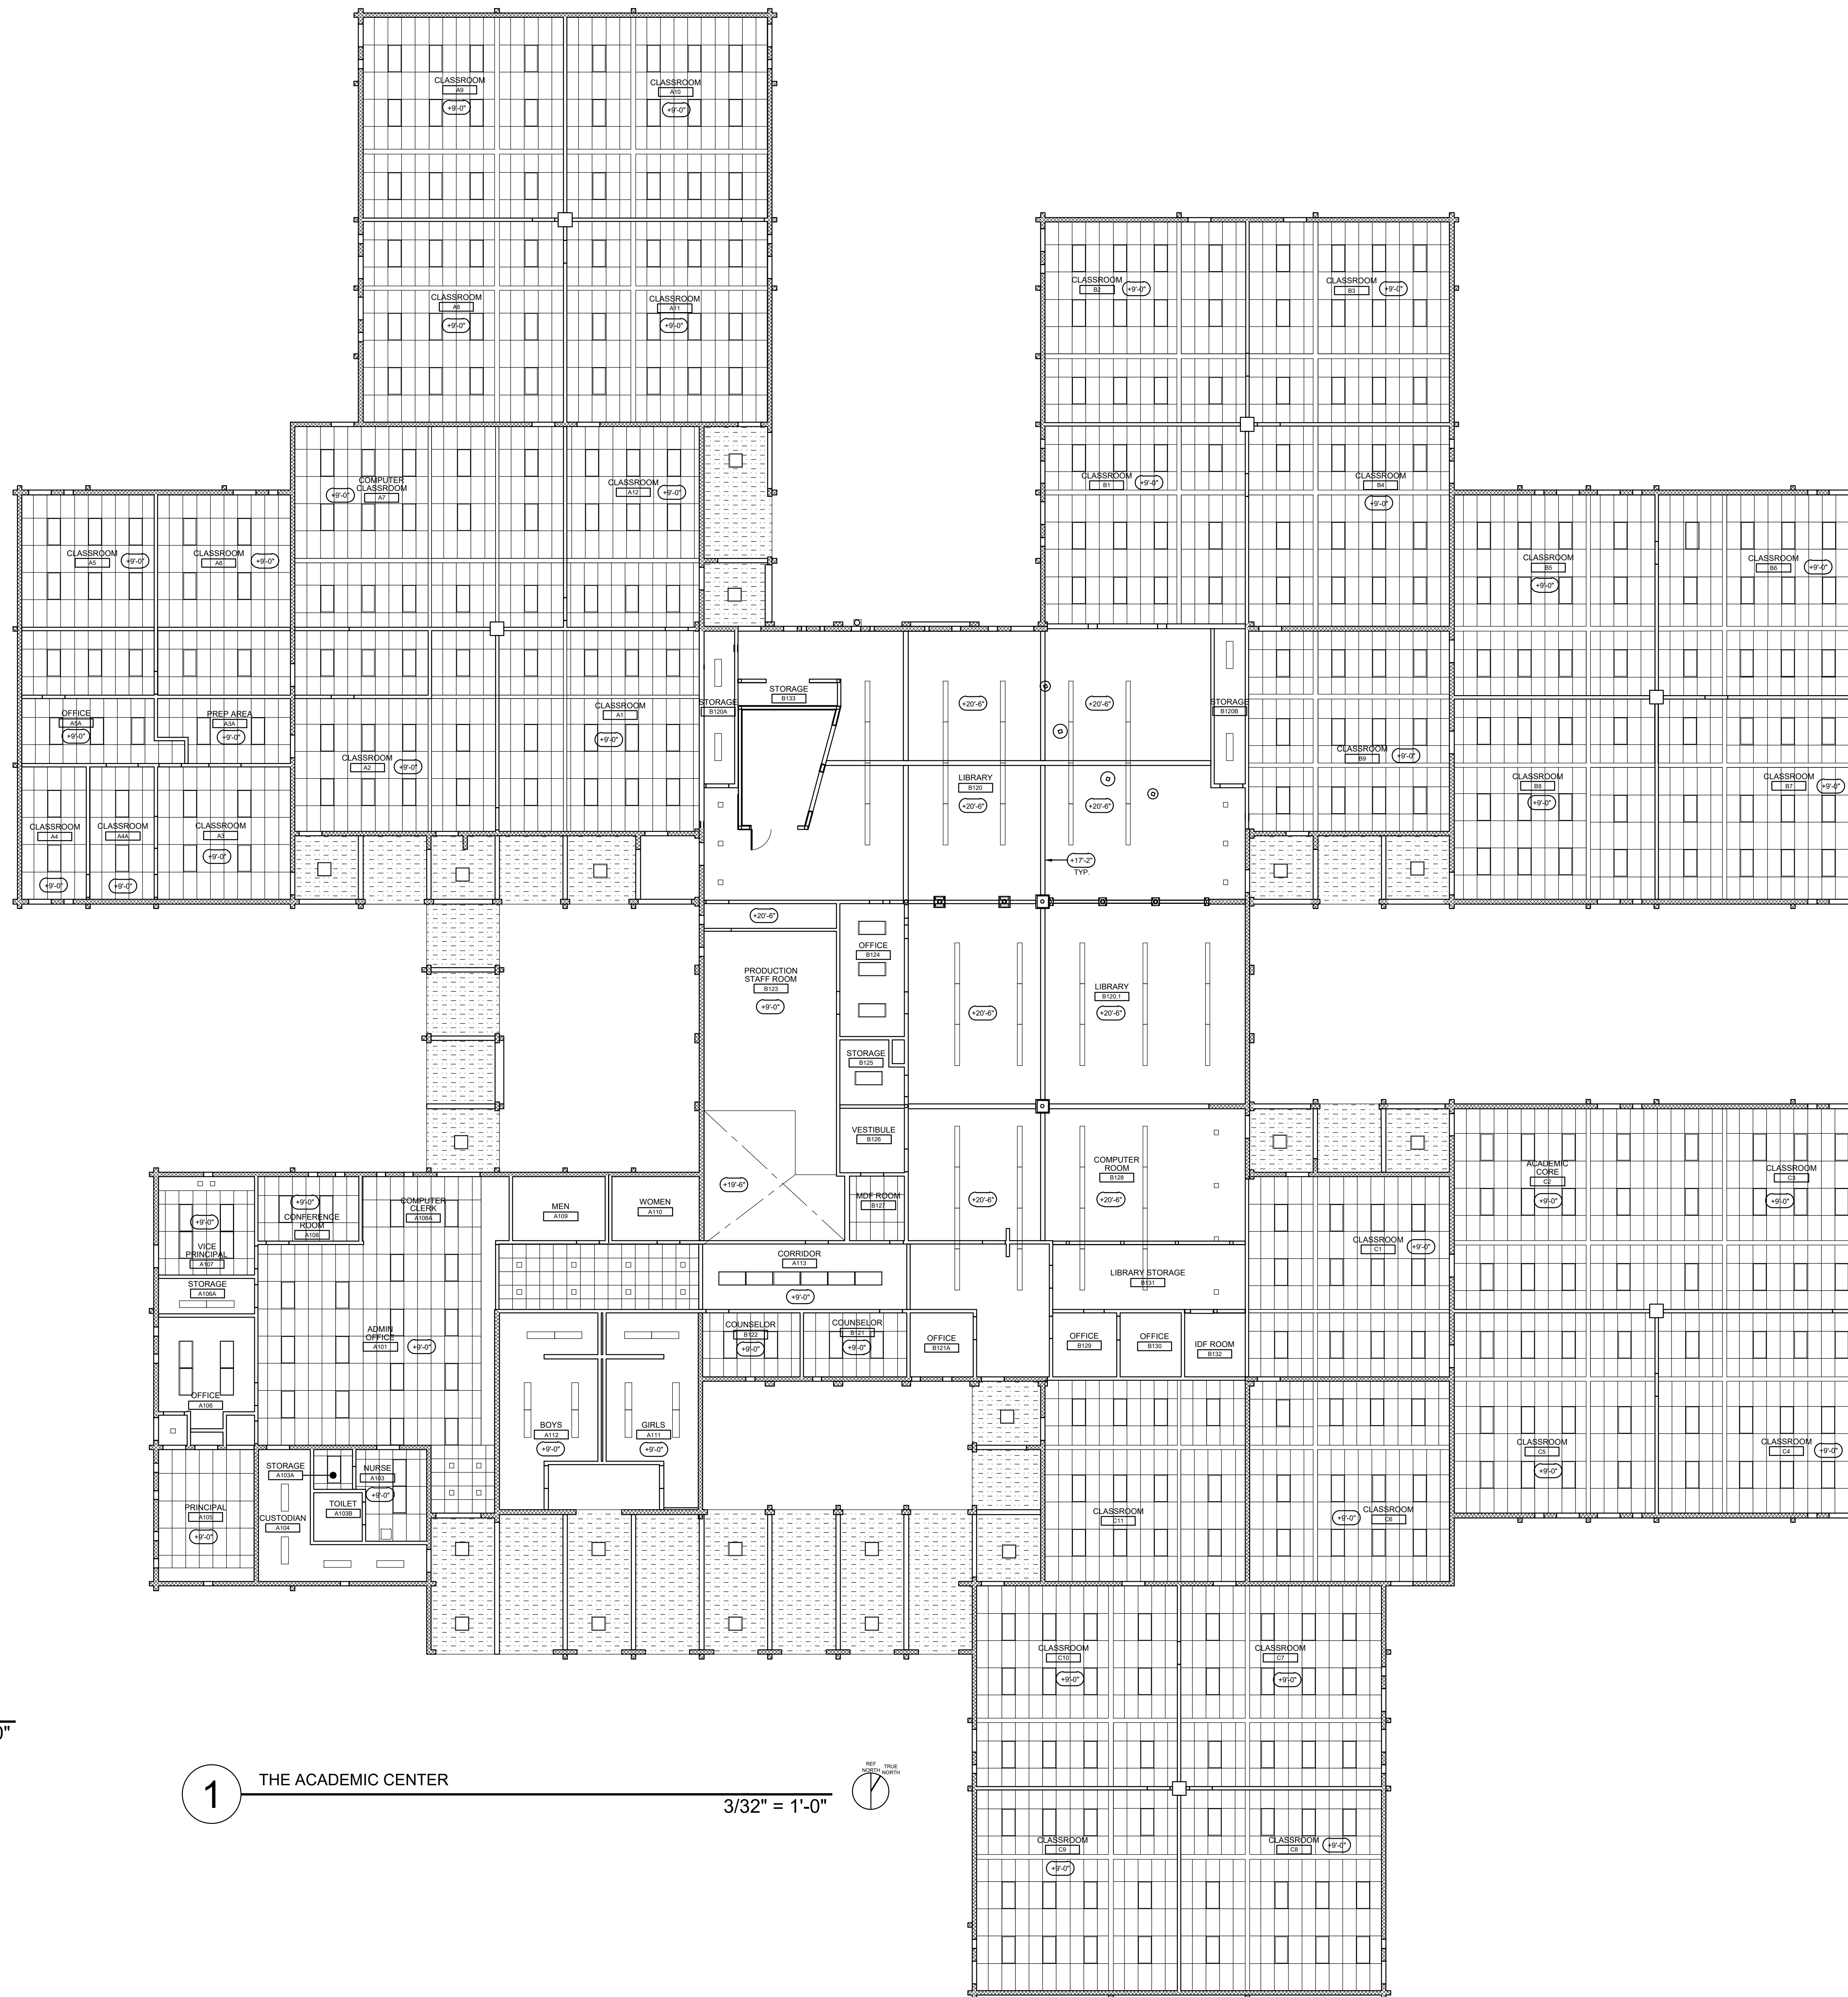 CLASSROOM
A9
+9'-0"
CLASSROOM
A10
+9'-0"
CLASSROOM
A8
+9'-0"
CLASSROOM
A11
+9'-0"
CLASSROOM
B2
+9'-0"
CLASSROOM
B3
+9'-0"
COMPUTER
CLASSROOM
A7
+9'-0"
CLASSROOM
A12
+9'-0"
CLASSROOM
B1
+9'-0"
CLASSROOM
B4
+9'-0"
CLASSROOM
A5
+9'-0"
CLASSROOM
A6
+9'-0"
CLASSROOM
B5
+9'-0"
CLASSROOM
B6
+9'-0"
OFFICE
A5A
+9'-0"
PREP AREA
A3A
+9'-0"
CLASSROOM
A2
+9'-0"
CLASSROOM
A1
+9'-0"
STORAGE
B120A
STORAGE
B133
+20'-6"
+20'-6"
STORAGE
B120B
LIBRARY
B120
+20'-6"
+20'-6"
+17'-2"
TYP.
CLASSROOM
B9
+9'-0"
CLASSROOM
B8
+9'-0"
CLASSROOM
B7
+9'-0"
CLASSROOM
A4
+9'-0"
CLASSROOM
A4A
+9'-0"
CLASSROOM
A3
+9'-0"
+20'-6"
OFFICE
B124
PRODUCTION
STAFF ROOM
B123
+9'-0"
LIBRARY
B120.1
+20'-6"
+20'-6"
STORAGE
B125
VESTIBULE
B126
+19'-6"
MDF ROOM
B127
COMPUTER
ROOM
B128
+20'-6"
+20'-6"
ACADEMIC
CORE
C2
+9'-0"
CLASSROOM
C3
+9'-0"
CLASSROOM
C1
+9'-0"
+9'-0"
VICE
PRINCIPAL
A107
+9'-0"
CONFERENCE
ROOM
A108
COMPUTER
CLERK
A108A
MEN
A109
WOMEN
A110
STORAGE
A106A
CORRIDOR
A113
+9'-0"
LIBRARY STORAGE
B131
ADMIN
OFFICE
A101
+9'-0"
COUNSELOR
B122
+9'-0"
COUNSELOR
B121
+9'-0"
OFFICE
B121A
OFFICE
B129
OFFICE
B130
IDF ROOM
B132
OFFICE
A106
BOYS
A112
+9'-0"
GIRLS
A111
+9'-0"
STORAGE
A103A
NURSE
A103
+9'-0"
TOILET
A103B
CUSTODIAN
A104
PRINCIPAL
A105
+9'-0"
CLASSROOM
C11
CLASSROOM
C6
+9'-0"
CLASSROOM
C5
+9'-0"
CLASSROOM
C4
+9'-0"
CLASSROOM
C10
+9'-0"
CLASSROOM
C7
+9'-0"
CLASSROOM
C9
+9'-0"
CLASSROOM
C8
+9'-0"
0"
1
THE ACADEMIC CENTER
3/32" = 1'-0"
REF
NORTH
TRUE
NORTH